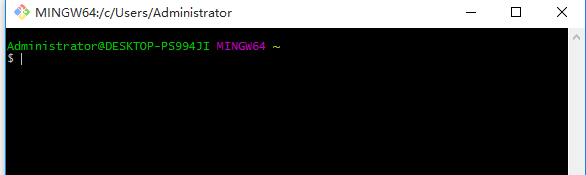 MINGW64:/c/Users/Administrator
Administrator@DESKTOP-PS994JI MINGW64 ~
$